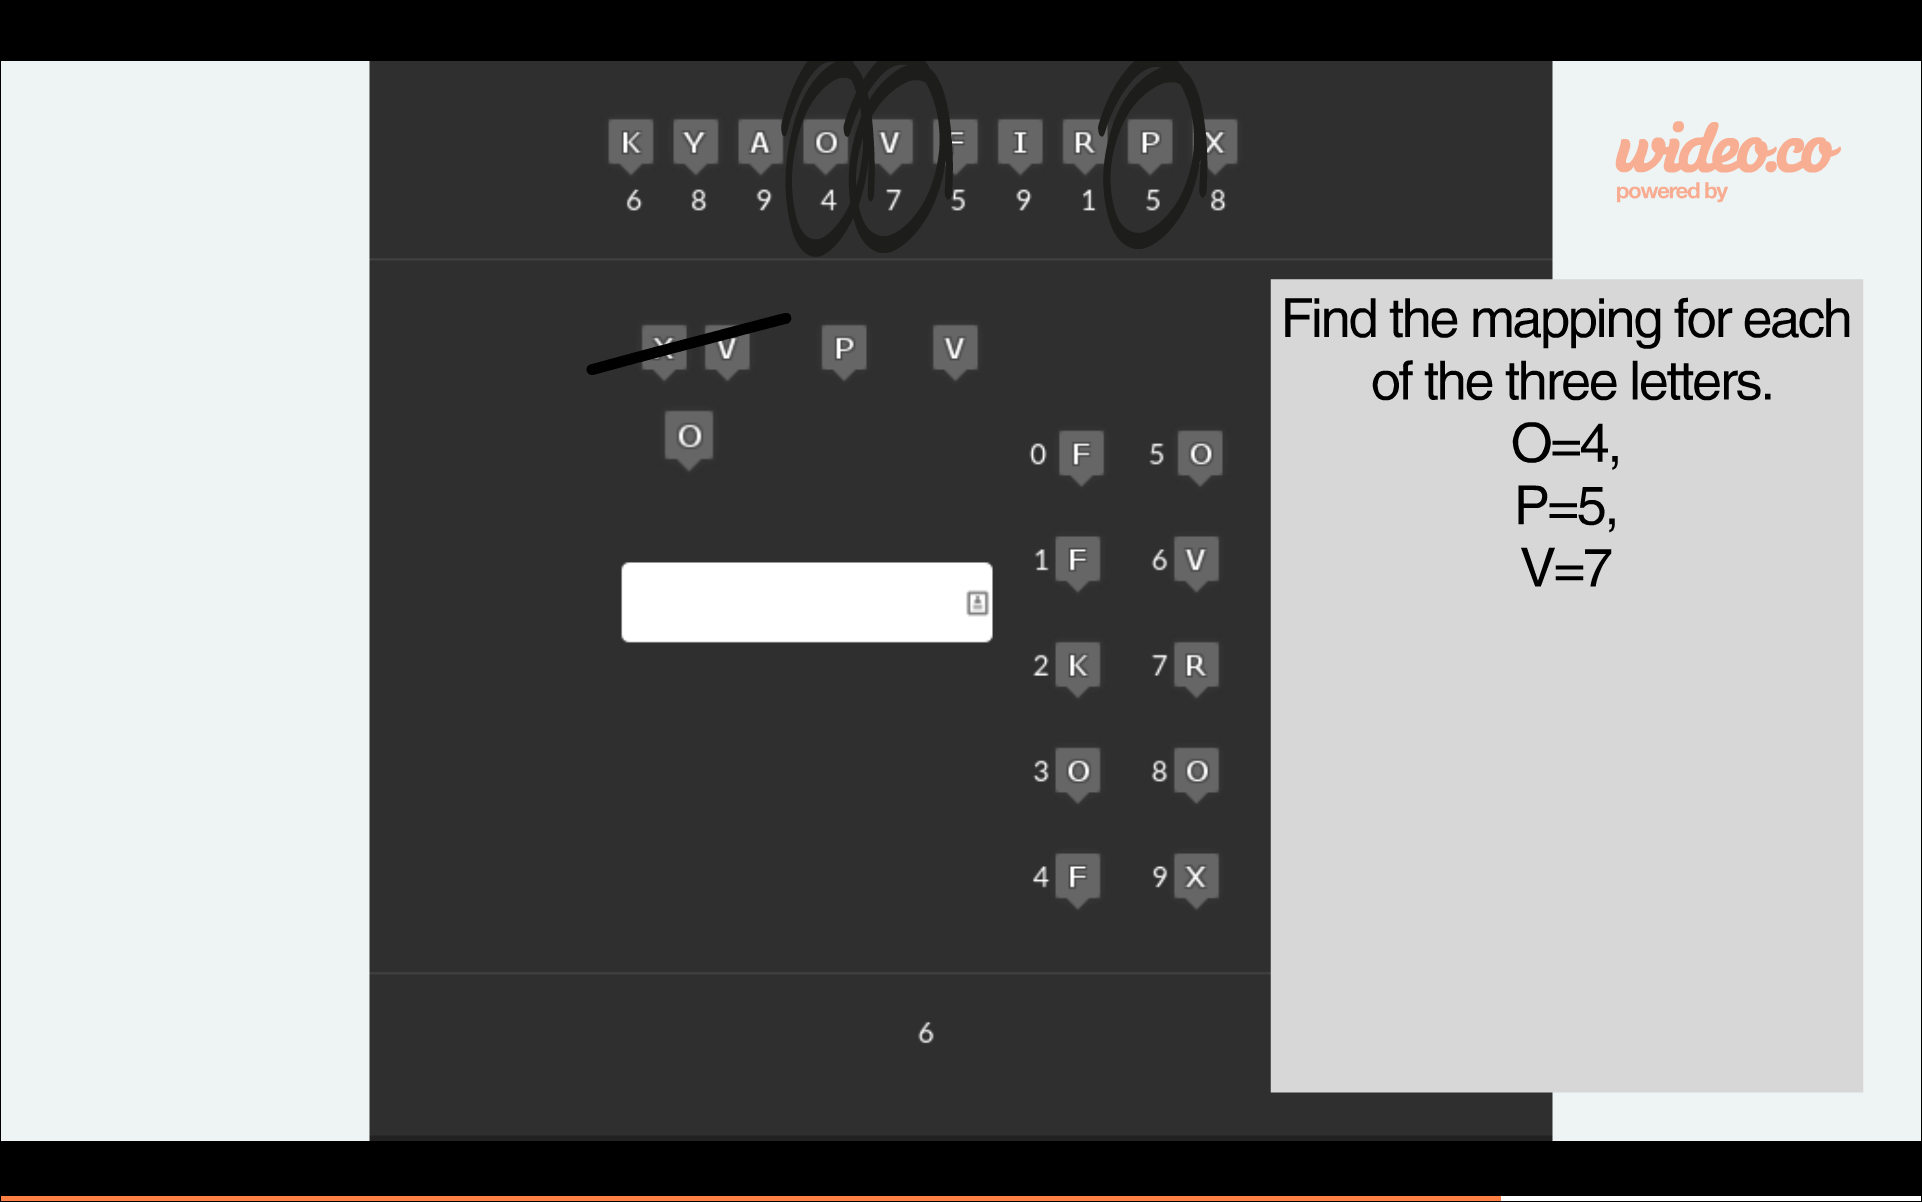 K Y A O V F I R P X
6 8 9 4 7 5 9 1 5 8
wideo.co
powered by
X V P V
O
Find the mapping for each
of the three letters.
O=4,
P=5,
V=7
0 F 5 O
1 F 6 V
2 K 7 R
3 O 8 O
4 F 9 X
6